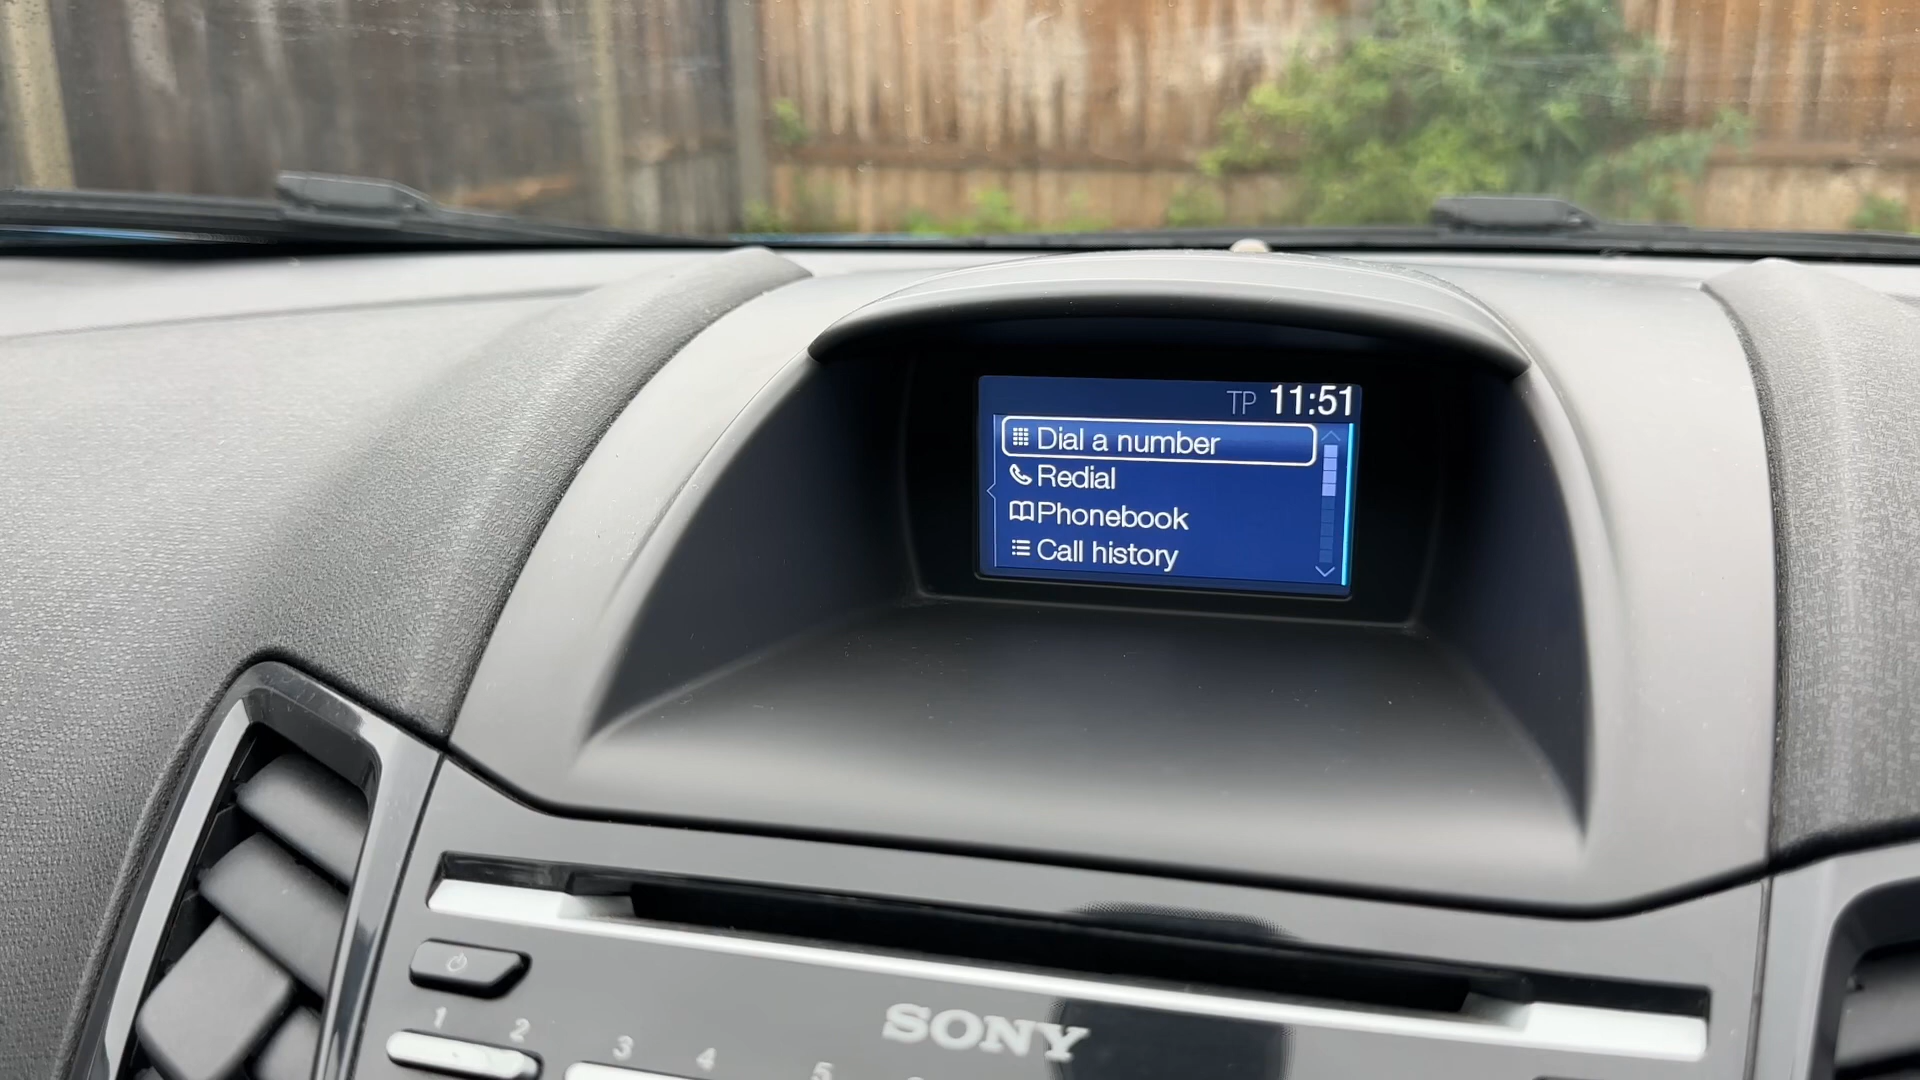 TP 11:51
Dial a number
Redial
Phonebook
Call history
SONY
1 2 3 4 5